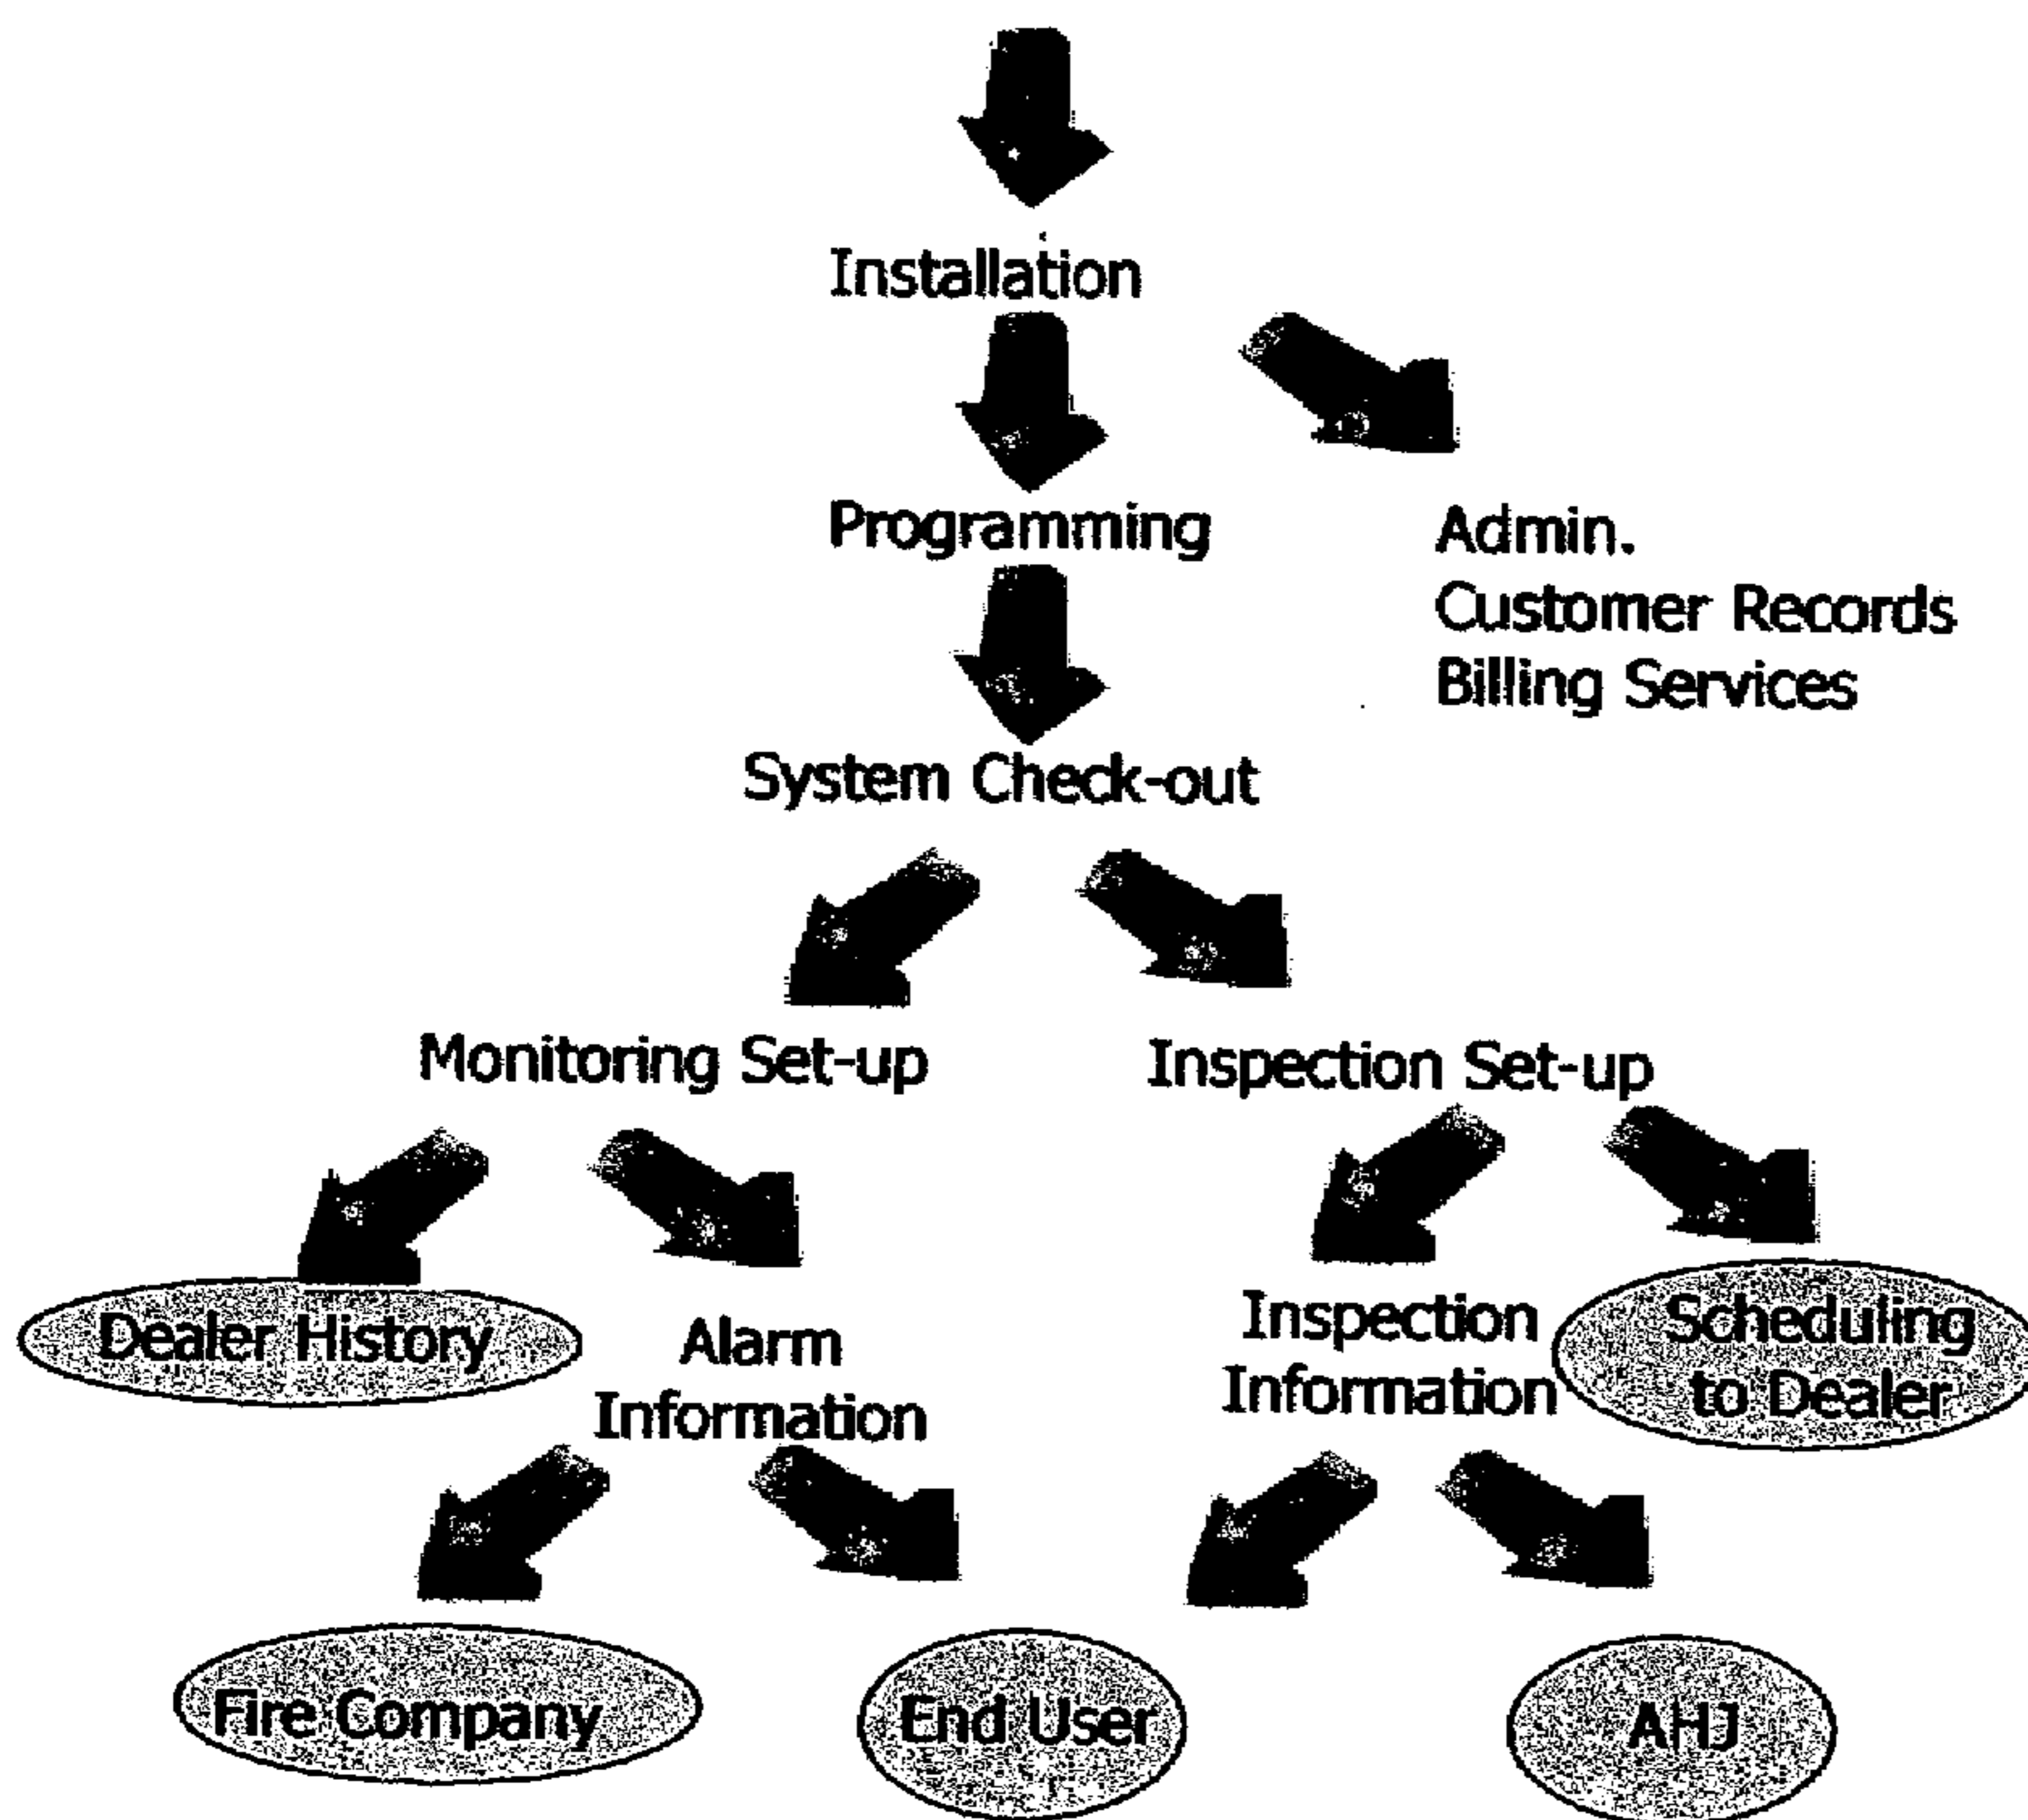 Installation
Programming
Admin.
Customer Records
Billing Services
System Check-out
Monitoring Set-up
Inspection Set-up
Dealer History
Alarm
Information
Inspection
Information
Scheduling
to Dealer
Fire Company
End User
AHJ